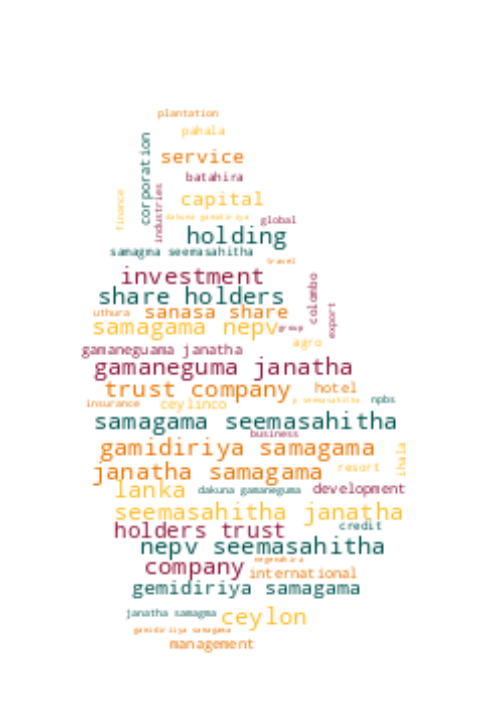 plantation
pahala
corporation
service
batahira
finance
industries
capital
dakuna gamidiriya
global
holding
samagma seemasahitha
travel
investment
colombo
share holders
export
uthura
sanasa share
samagama nepv
group
agro
gamaneguama janatha
gamaneguma janatha
trust company
hotel
insurance
ceylinco
p seemasahitha
npbs
samagama seemasahitha
business
gamidiriya samagama
ihala
janatha samagama
resort
lanka
dakuna gamaneguma
development
seemasahitha janatha
holders trust
credit
nepv seemasahitha
company
international
gemidiriya samagama
janatha samagma
ceylon
gamidiriiya samagama
management